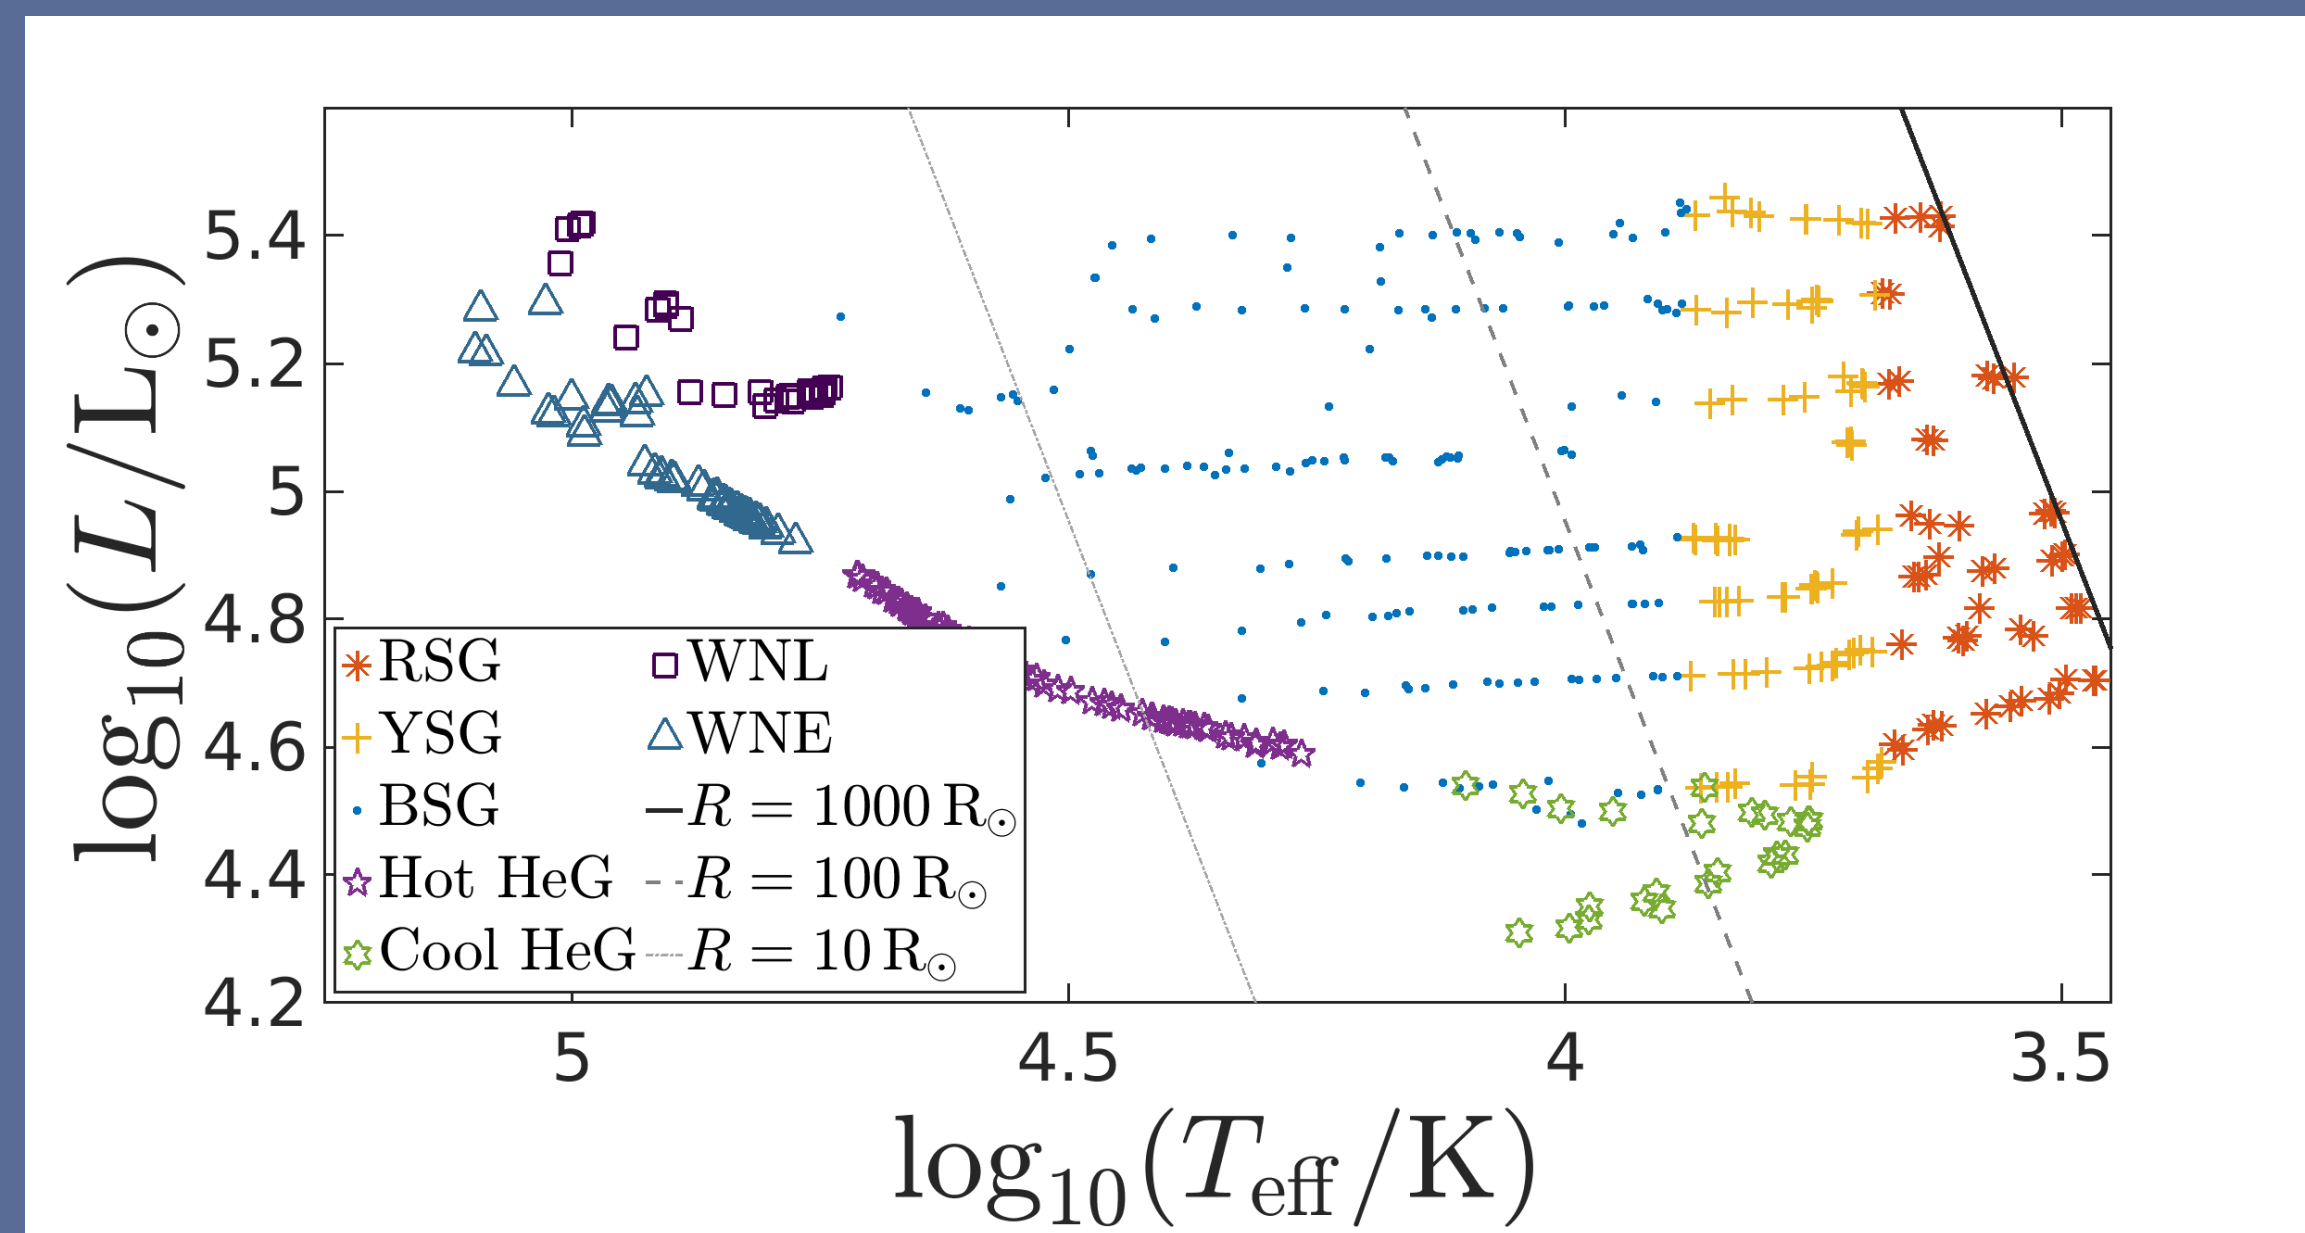 log₁₀(L/L⊙)
5.4
5.2
5
4.8
4.6
4.4
4.2
RSG WNL
YSG WNE
BSG R = 1000 R⊙
Hot HeG R = 100 R⊙
Cool HeG R = 10 R⊙
5 4.5 4 3.5
log₁₀(T_eff/K)